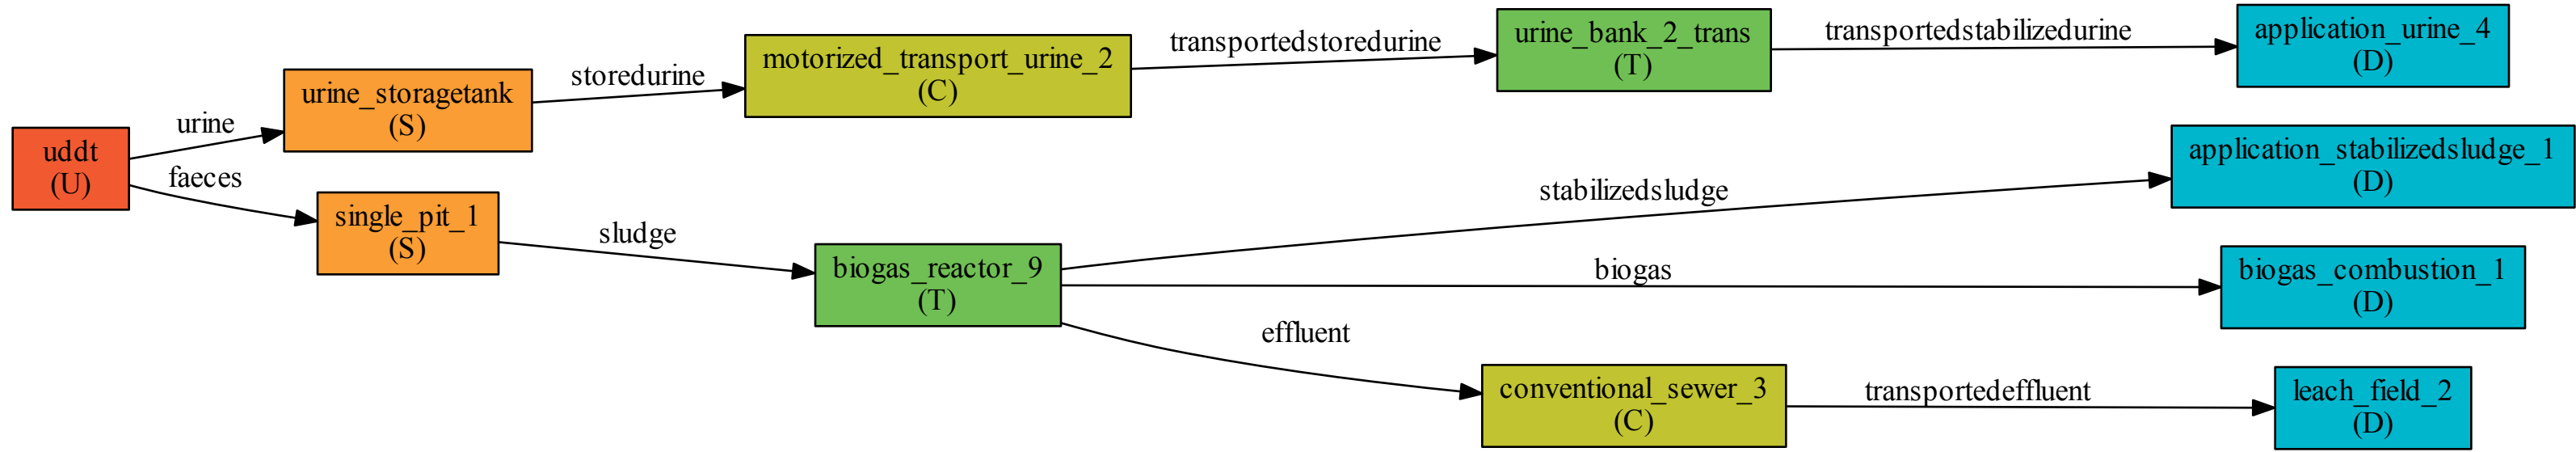 uddt
(U)
urine
faeces
urine_storagetank
(S)
single_pit_1
(S)
storedurine
sludge
motorized_transport_urine_2
(C)
biogas_reactor_9
(T)
transportedstoredurine
stabilizedsludge
biogas
effluent
urine_bank_2_trans
(T)
conventional_sewer_3
(C)
transportedstabilizedurine
transportedeffluent
application_urine_4
(D)
application_stabilizedsludge_1
(D)
biogas_combustion_1
(D)
leach_field_2
(D)